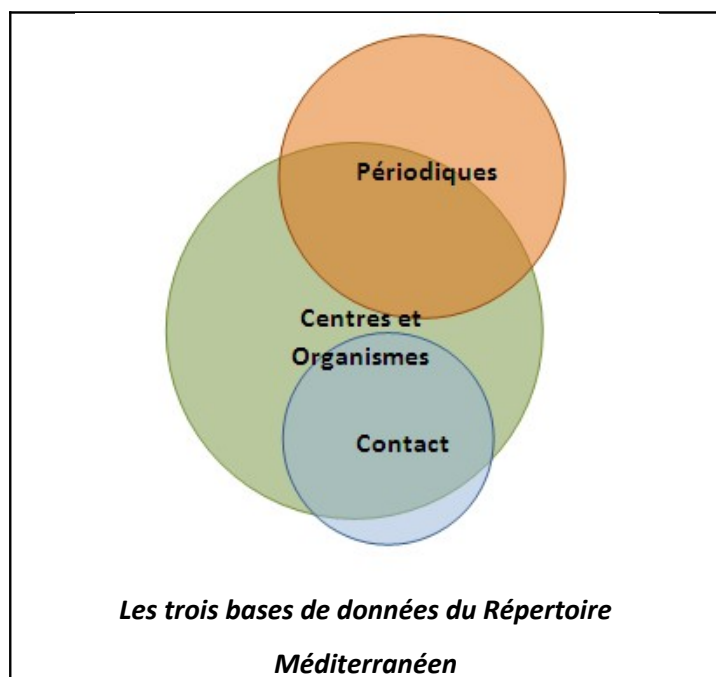 Périodiques
Centres et
Organismes
Contact
Les trois bases de données du Répertoire
Méditerranéen